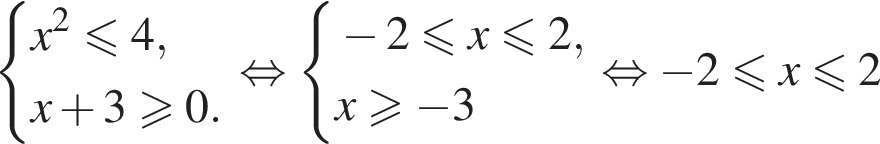 { x² ⩽ 4, x + 3 ⩾ 0. ⇔ { −2 ⩽ x ⩽ 2, x ⩾ −3 ⇔ −2 ⩽ x ⩽ 2